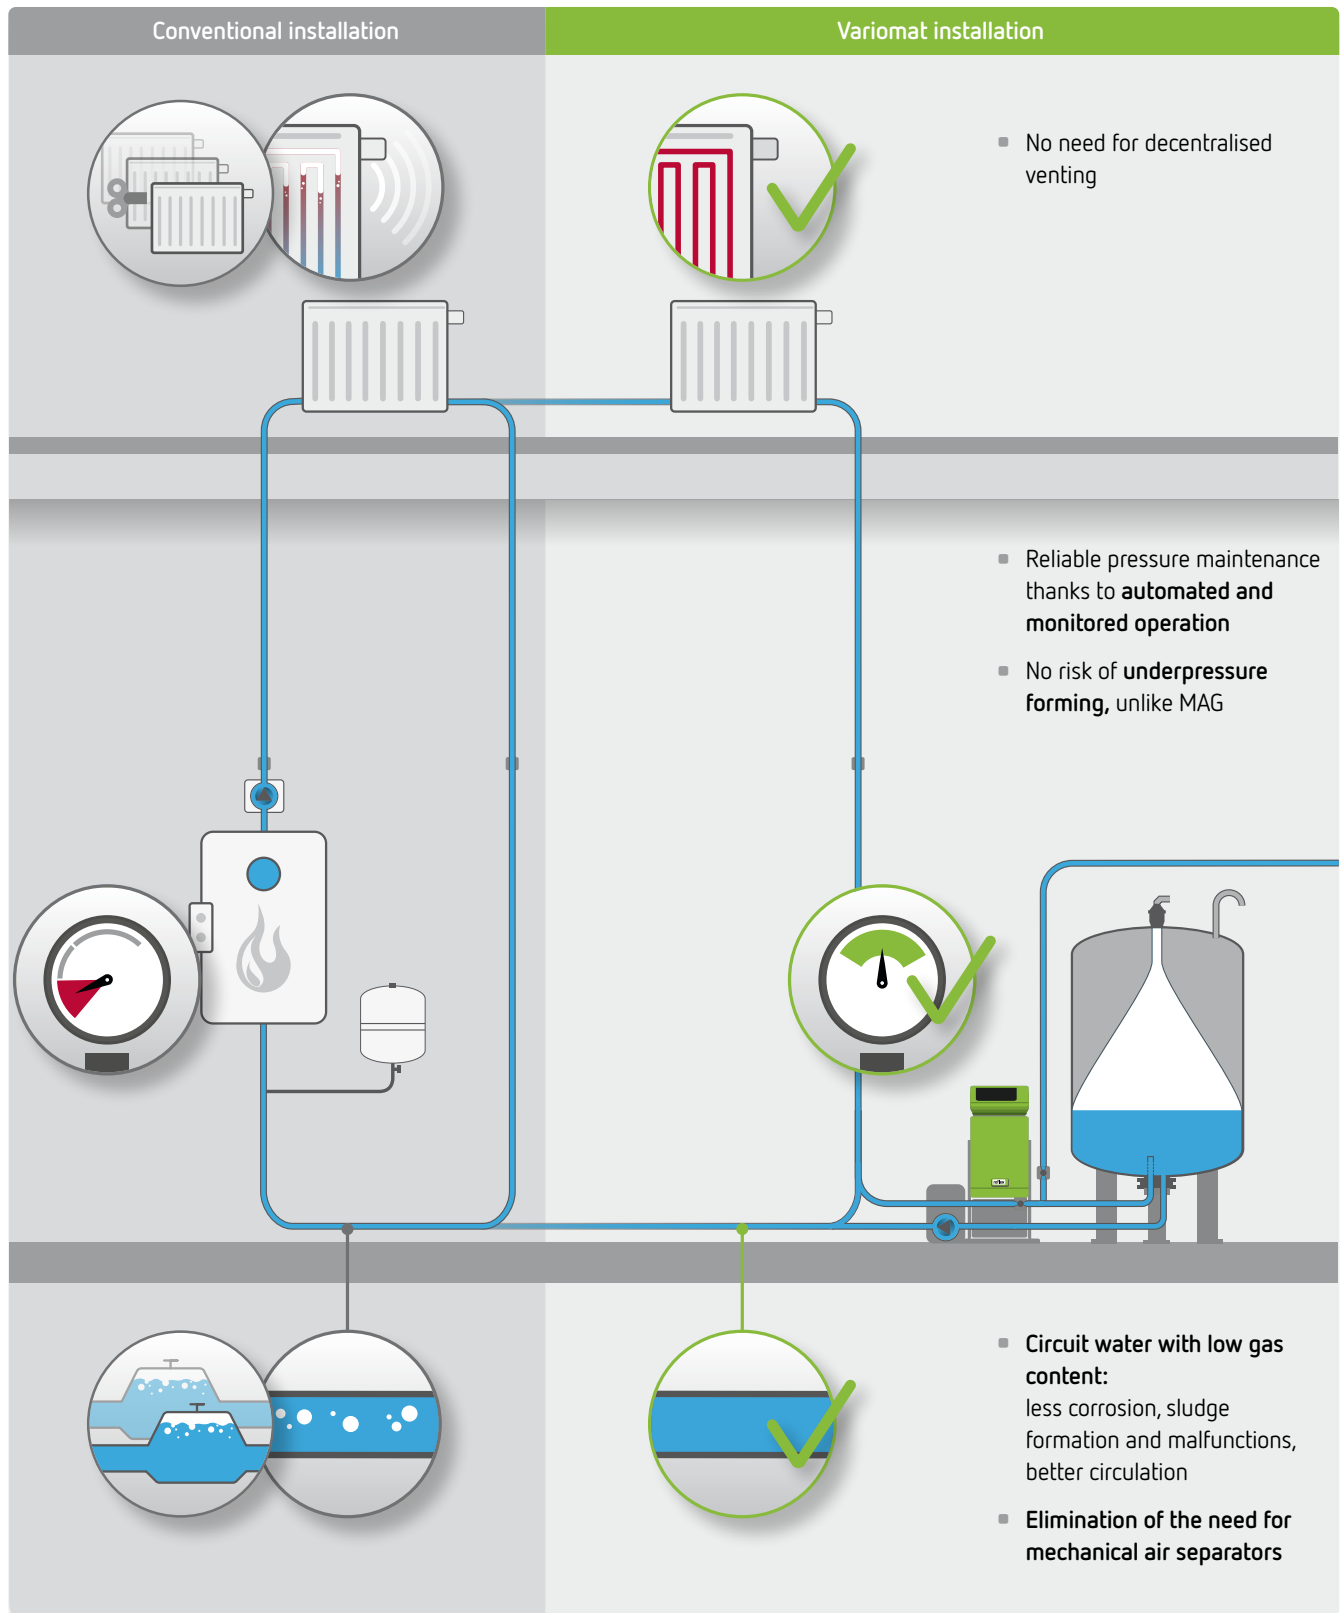 Conventional installation
Variomat installation
No need for decentralised
venting
Reliable pressure maintenance
thanks to automated and
monitored operation
No risk of underpressure
forming, unlike MAG
reflex
Circuit water with low gas
content:
less corrosion, sludge
formation and malfunctions,
better circulation
Elimination of the need for
mechanical air separators